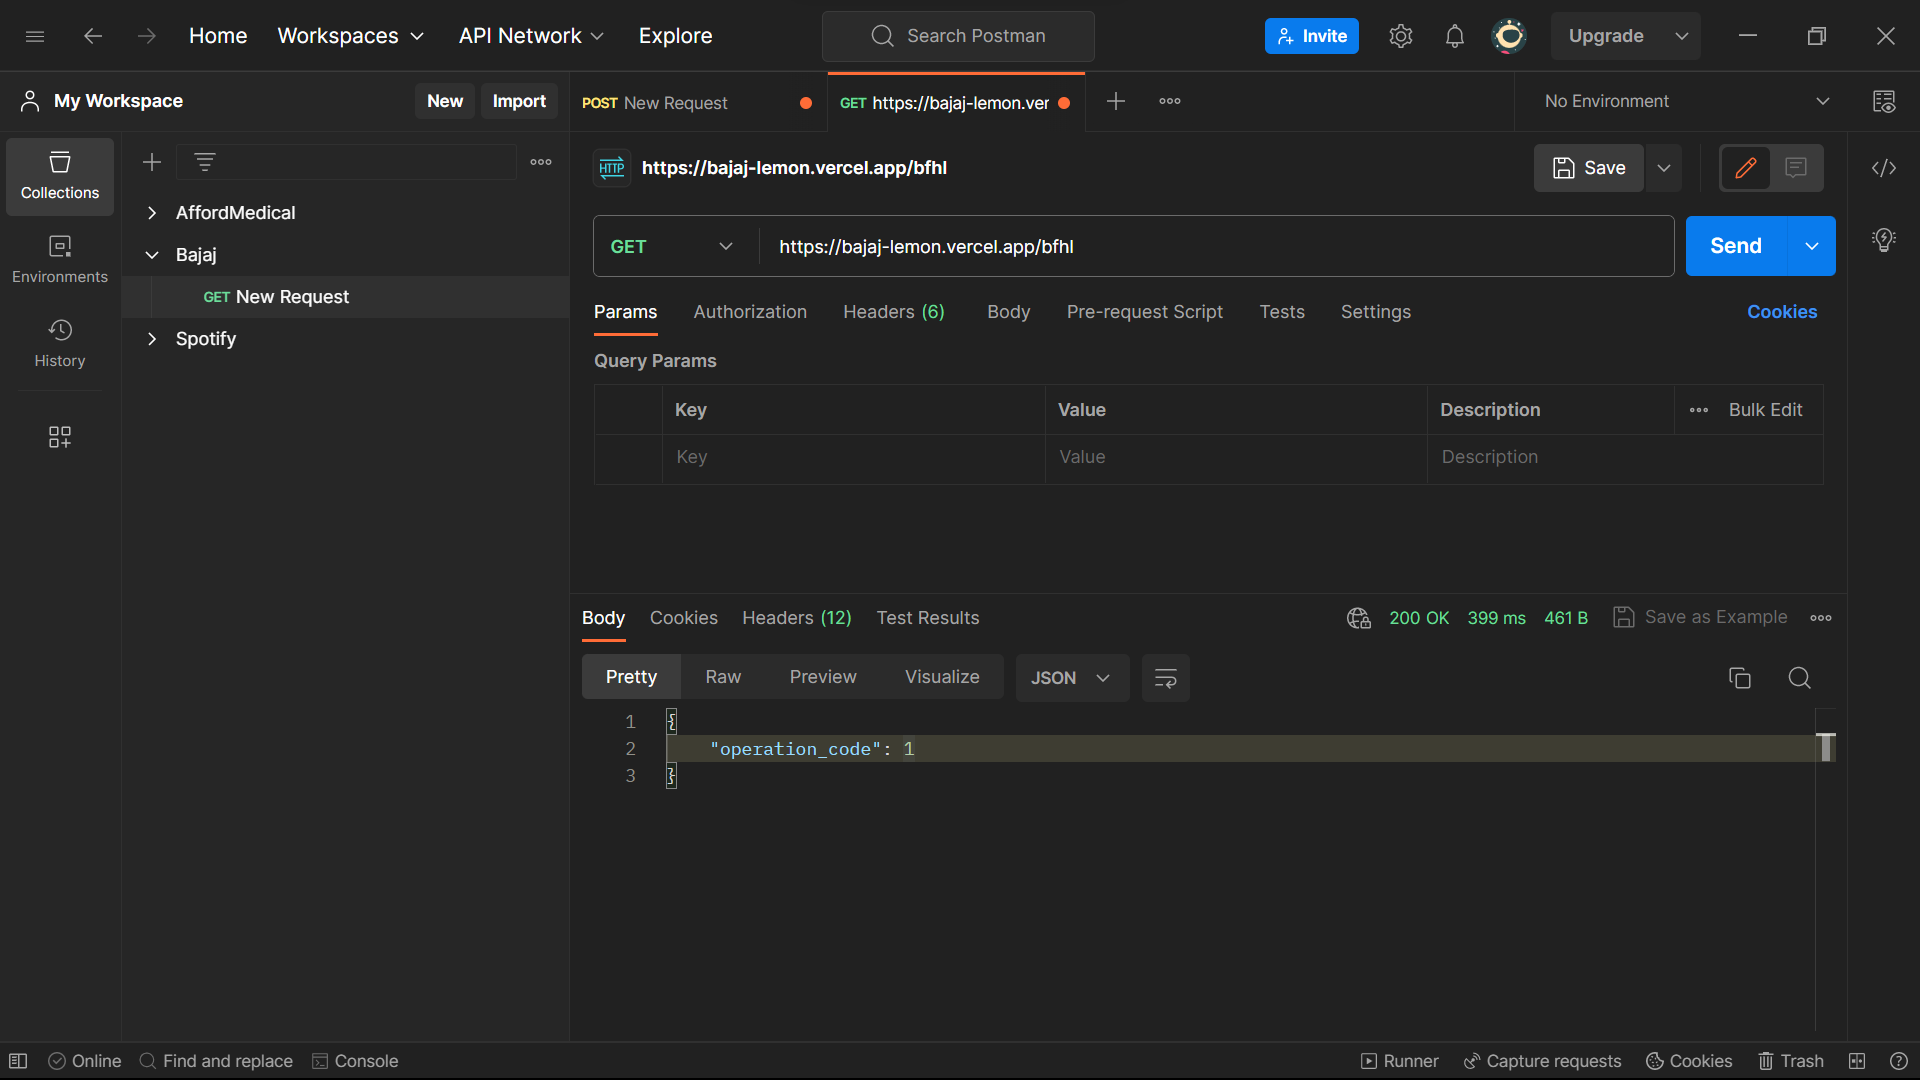 Home Workspaces API Network Explore Search Postman Invite Upgrade
My Workspace New Import POST New Request GET https://bajaj-lemon.ver No Environment
Collections
Environments
History
AffordMedical
Bajaj
GET New Request
Spotify
HTTP https://bajaj-lemon.vercel.app/bfhl Save
GET https://bajaj-lemon.vercel.app/bfhl Send
Params Authorization Headers (6) Body Pre-request Script Tests Settings Cookies
Query Params
Key Value Description Bulk Edit
Key Value Description
Body Cookies Headers (12) Test Results 200 OK 399 ms 461 B Save as Example
Pretty Raw Preview Visualize JSON
1 {
2 "operation_code": 1
3 }
Online Find and replace Console Runner Capture requests Cookies Trash